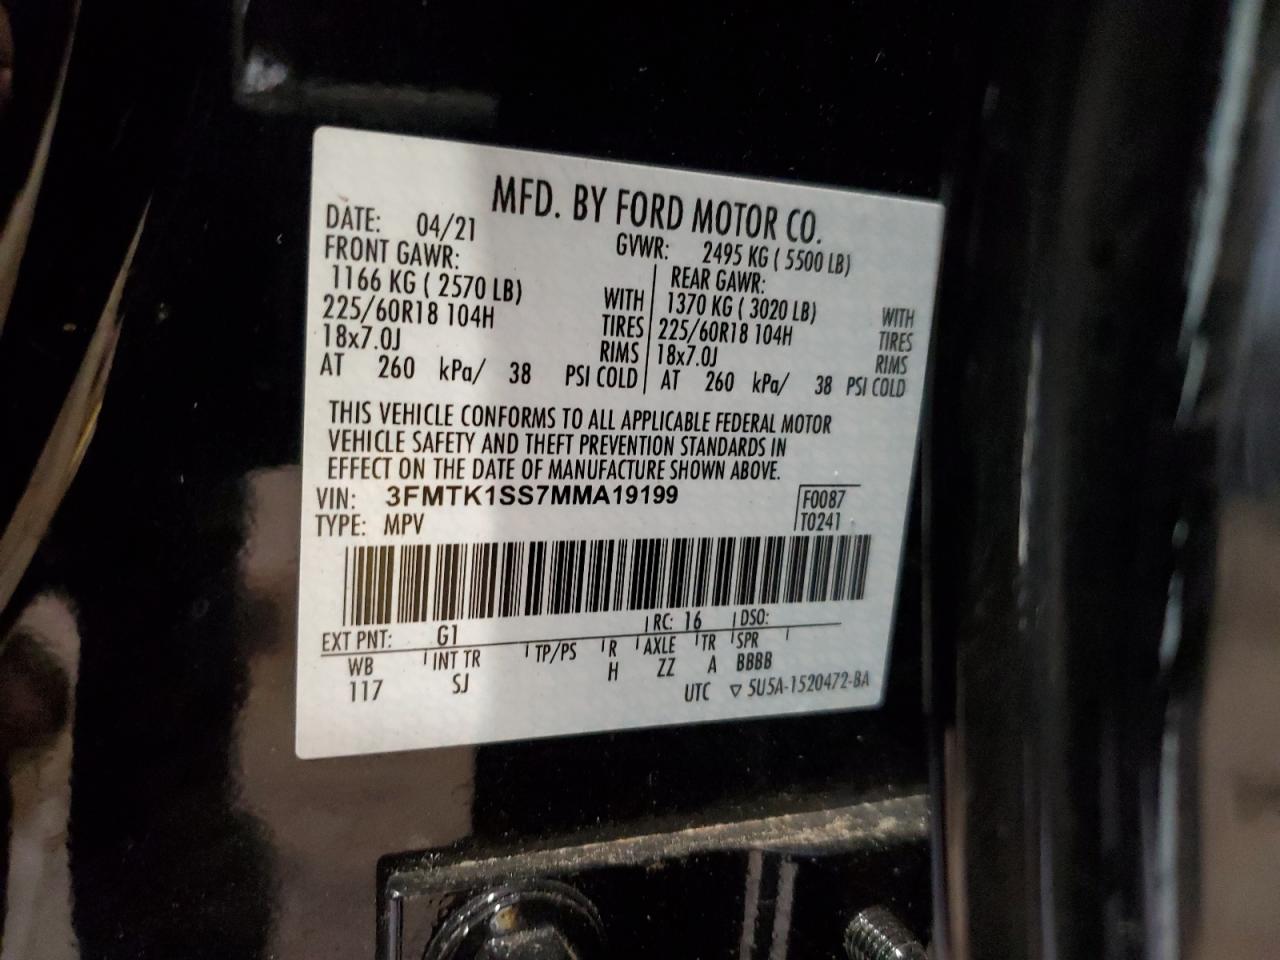 MFD. BY FORD MOTOR CO.
DATE: 04/21 GVWR: 2495 KG ( 5500 LB)
FRONT GAWR: REAR GAWR:
1166 KG ( 2570 LB) WITH 1370 KG ( 3020 LB) WITH
225/60R18 104H TIRES 225/60R18 104H TIRES
18x7.0J RIMS 18x7.0J RIMS
AT 260 kPa/ 38 PSI COLD AT 260 kPa/ 38 PSI COLD
THIS VEHICLE CONFORMS TO ALL APPLICABLE FEDERAL MOTOR
VEHICLE SAFETY AND THEFT PREVENTION STANDARDS IN
EFFECT ON THE DATE OF MANUFACTURE SHOWN ABOVE.
VIN: 3FMTK1SS7MMA19199 F0087
TYPE: MPV T0241
EXT PNT: G1 RC: 16 DSO:
WB INT TR TP/PS R AXLE TR SPR
117 SJ H ZZ A BBBB
UTC ▽ 5U5A-1520472-BA